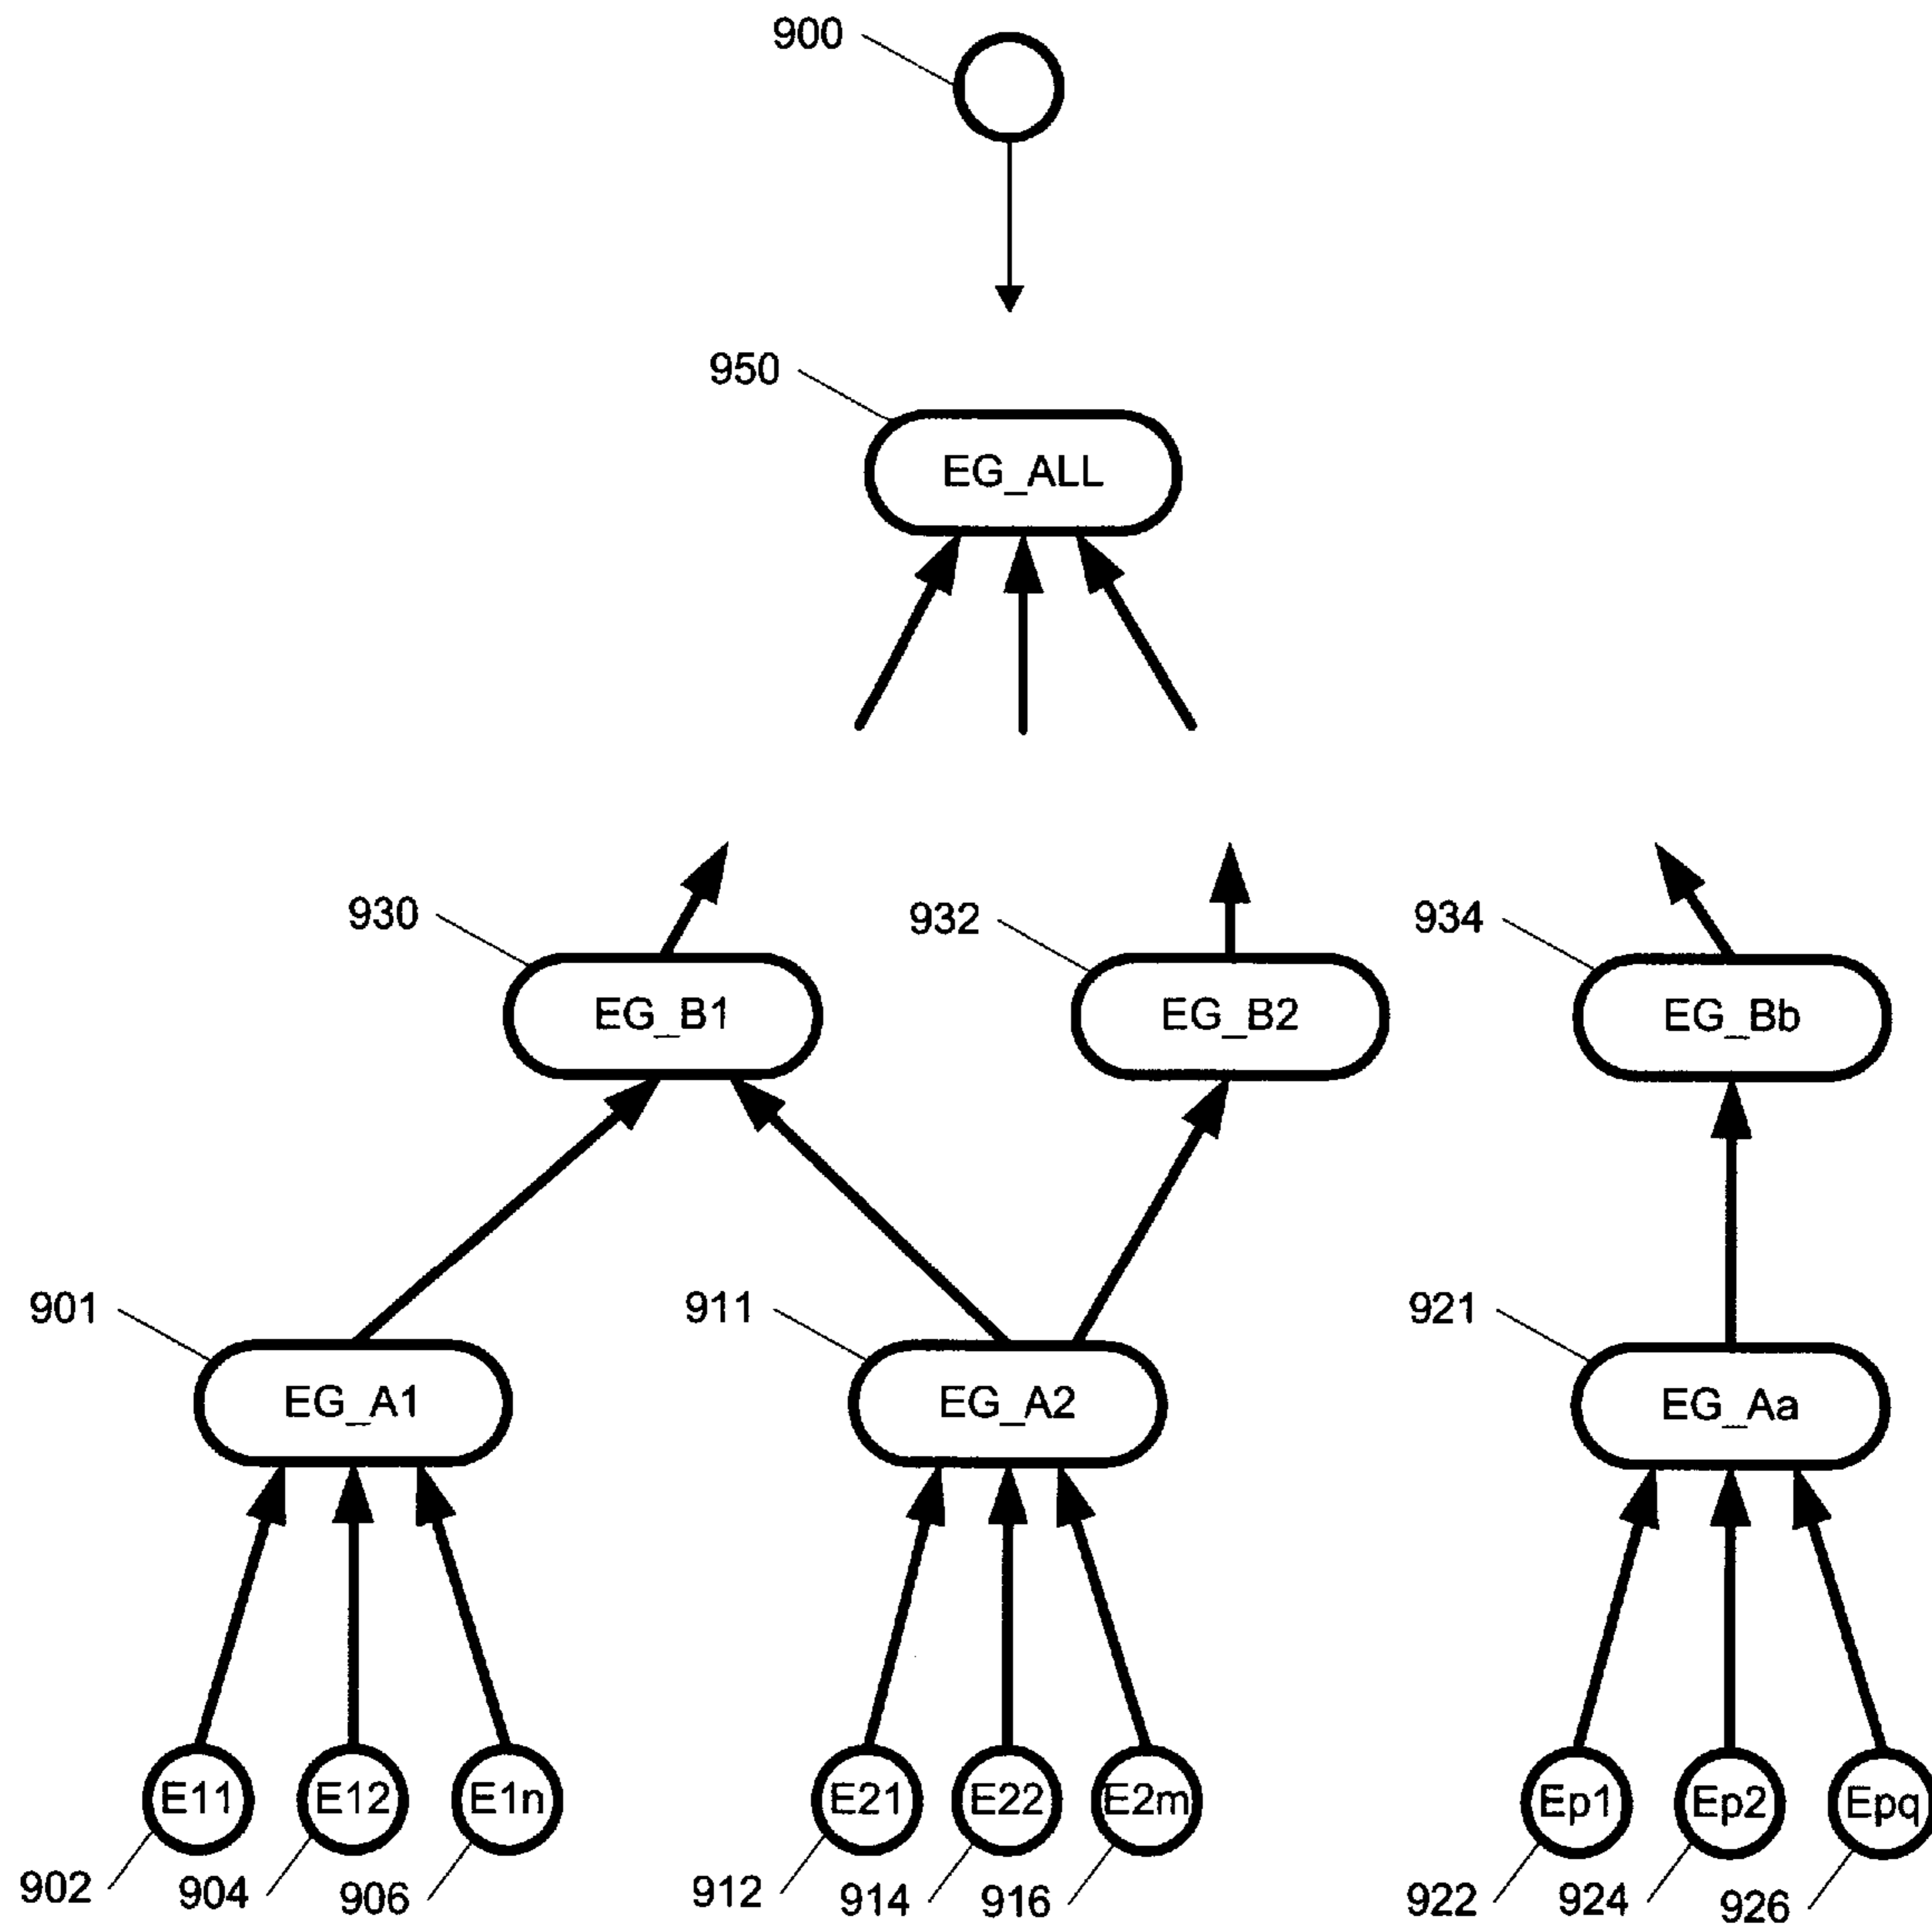 900
950
EG_ALL
930
932
934
EG_B1
EG_B2
EG_Bb
901
911
921
EG_A1
EG_A2
EG_Aa
E11
E12
E1n
E21
E22
E2m
Ep1
Ep2
Epq
902
904
906
912
914
916
922
924
926